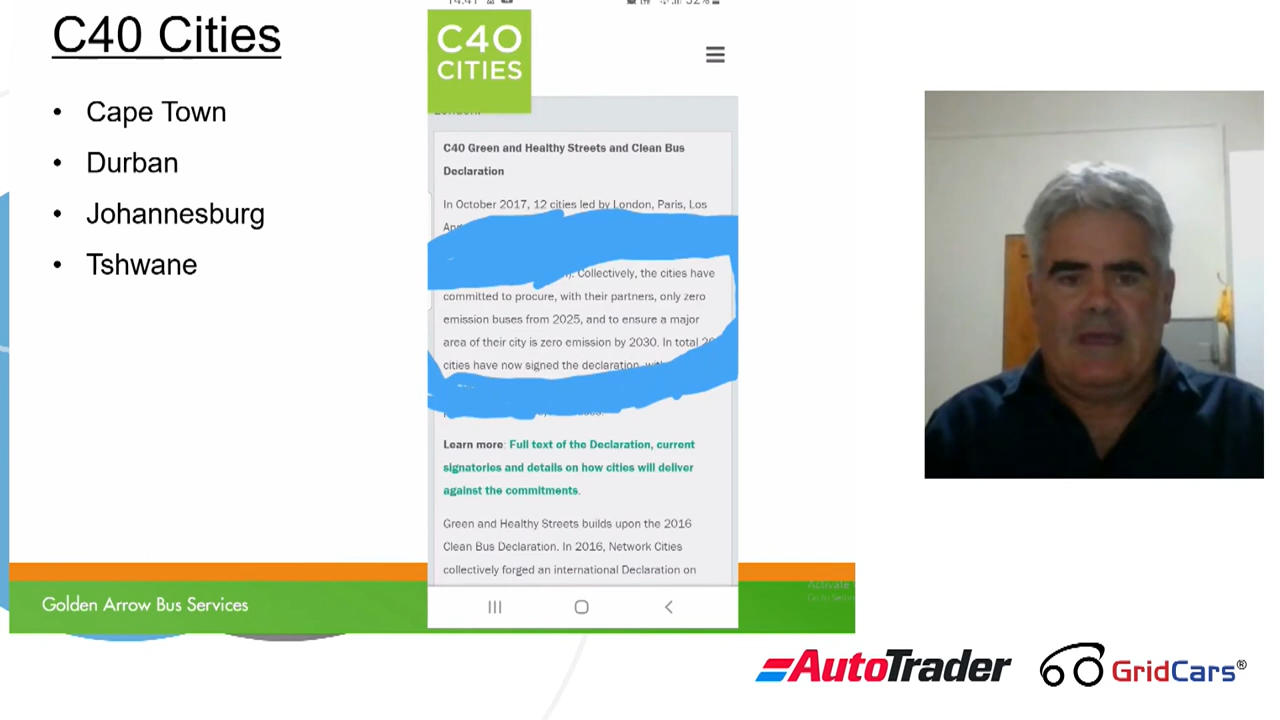 C40 Cities
• Cape Town
• Durban
• Johannesburg
• Tshwane
14:41
52%
C40
CITIES
London.
C40 Green and Healthy Streets and Clean Bus
Declaration
In October 2017, 12 cities led by London, Paris, Los
Collectively, the cities have
committed to procure, with their partners, only zero
emission buses from 2025, and to ensure a major
area of their city is zero emission by 2030. In total
cities have now signed the declaration,
Learn more: Full text of the Declaration, current
signatories and details on how cities will deliver
against the commitments.
Green and Healthy Streets builds upon the 2016
Clean Bus Declaration. In 2016, Network Cities
collectively forged an international Declaration on
Golden Arrow Bus Services
Activate
AutoTrader
GridCars®